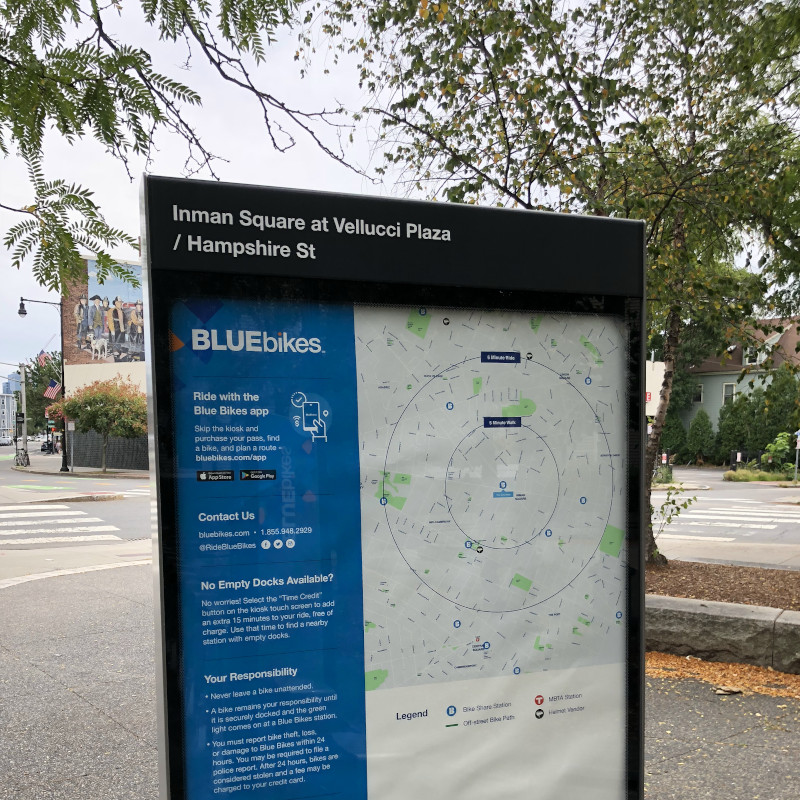 Inman Square at Vellucci Plaza
/ Hampshire St
BLUEbikes™
Ride with the
Blue Bikes app
Skip the kiosk and
purchase your pass, find
a bike, and plan a route –
bluebikes.com/app
App Store
Google Play
Contact Us
bluebikes.com • 1.855.948.2929
@RideBlueBikes
No Empty Docks Available?
No worries! Select the "Time Credit"
button on the kiosk touch screen to add
an extra 15 minutes to your ride, free of
charge. Use that time to find a nearby
station with empty docks.
Your Responsibility
• Never leave a bike unattended.
• A bike remains your responsibility until
it is securely docked and the green
light comes on at a Blue Bikes station.
• You must report bike theft, loss,
or damage to Blue Bikes within 24
hours. You may be required to file a
police report. After 24 hours, bikes are
considered stolen and a fee may be
charged to your credit card.
5 Minute Ride
5 Minute Walk
Legend
Bike Share Station
Off-street Bike Path
MBTA Station
Helmet Vendor